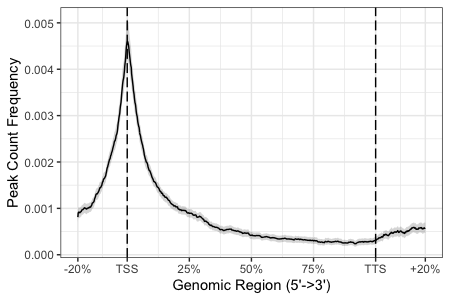 0.005
0.004
0.003
0.002
0.001
0.000
Peak Count Frequency
-20% TSS 25% 50% 75% TTS +20%
Genomic Region (5'->3')